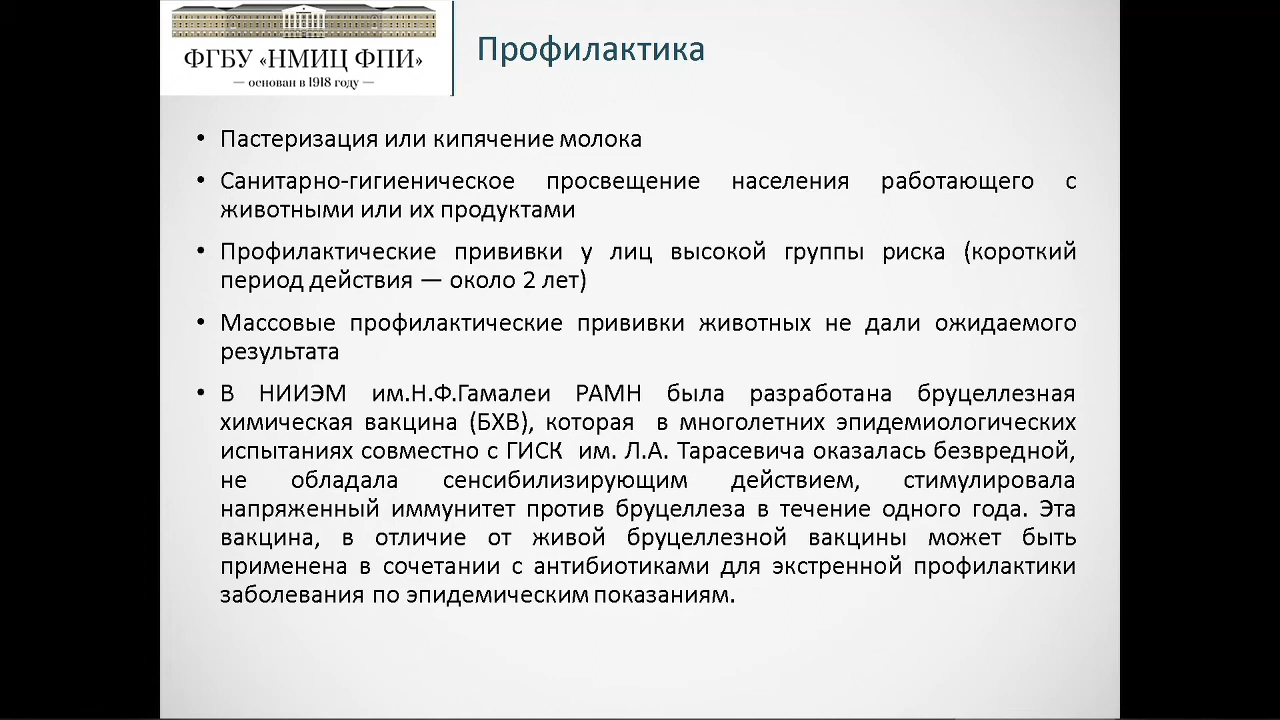 ФГБУ «НМИЦ ФПИ»
— основан в 1918 году —
Профилактика
• Пастеризация или кипячение молока
• Санитарно-гигиеническое просвещение населения работающего с
животными или их продуктами
• Профилактические прививки у лиц высокой группы риска (короткий
период действия — около 2 лет)
• Массовые профилактические прививки животных не дали ожидаемого
результата
• В НИИЭМ им.Н.Ф.Гамалеи РАМН была разработана бруцеллезная
химическая вакцина (БХВ), которая в многолетних эпидемиологических
испытаниях совместно с ГИСК им. Л.А. Тарасевича оказалась безвредной,
не обладала сенсибилизирующим действием, стимулировала
напряженный иммунитет против бруцеллеза в течение одного года. Эта
вакцина, в отличие от живой бруцеллезной вакцины может быть
применена в сочетании с антибиотиками для экстренной профилактики
заболевания по эпидемическим показаниям.